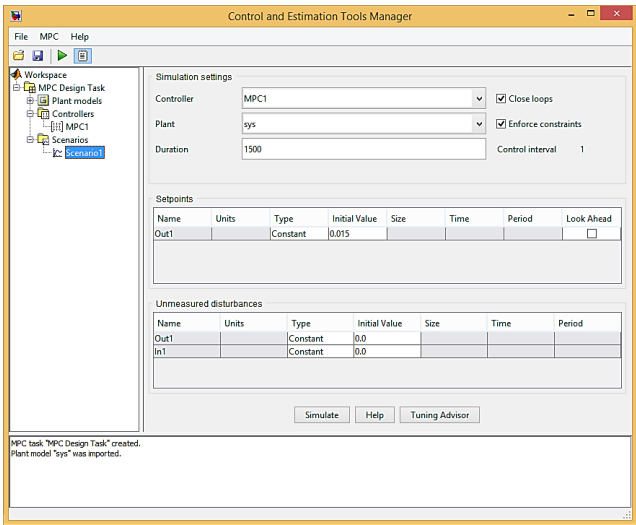 Control and Estimation Tools Manager
File MPC Help
Workspace
MPC Design Task
Plant models
Controllers
MPC1
Scenarios
Scenario1
Simulation settings
Controller MPC1 Close loops
Plant sys Enforce constraints
Duration 1500 Control interval 1
Setpoints
Name Units Type Initial Value Size Time Period Look Ahead
Out1 Constant 0.015
Unmeasured disturbances
Name Units Type Initial Value Size Time Period
Out1 Constant 0.0
In1 Constant 0.0
Simulate Help Tuning Advisor
MPC task "MPC Design Task" created.
Plant model "sys" was imported.